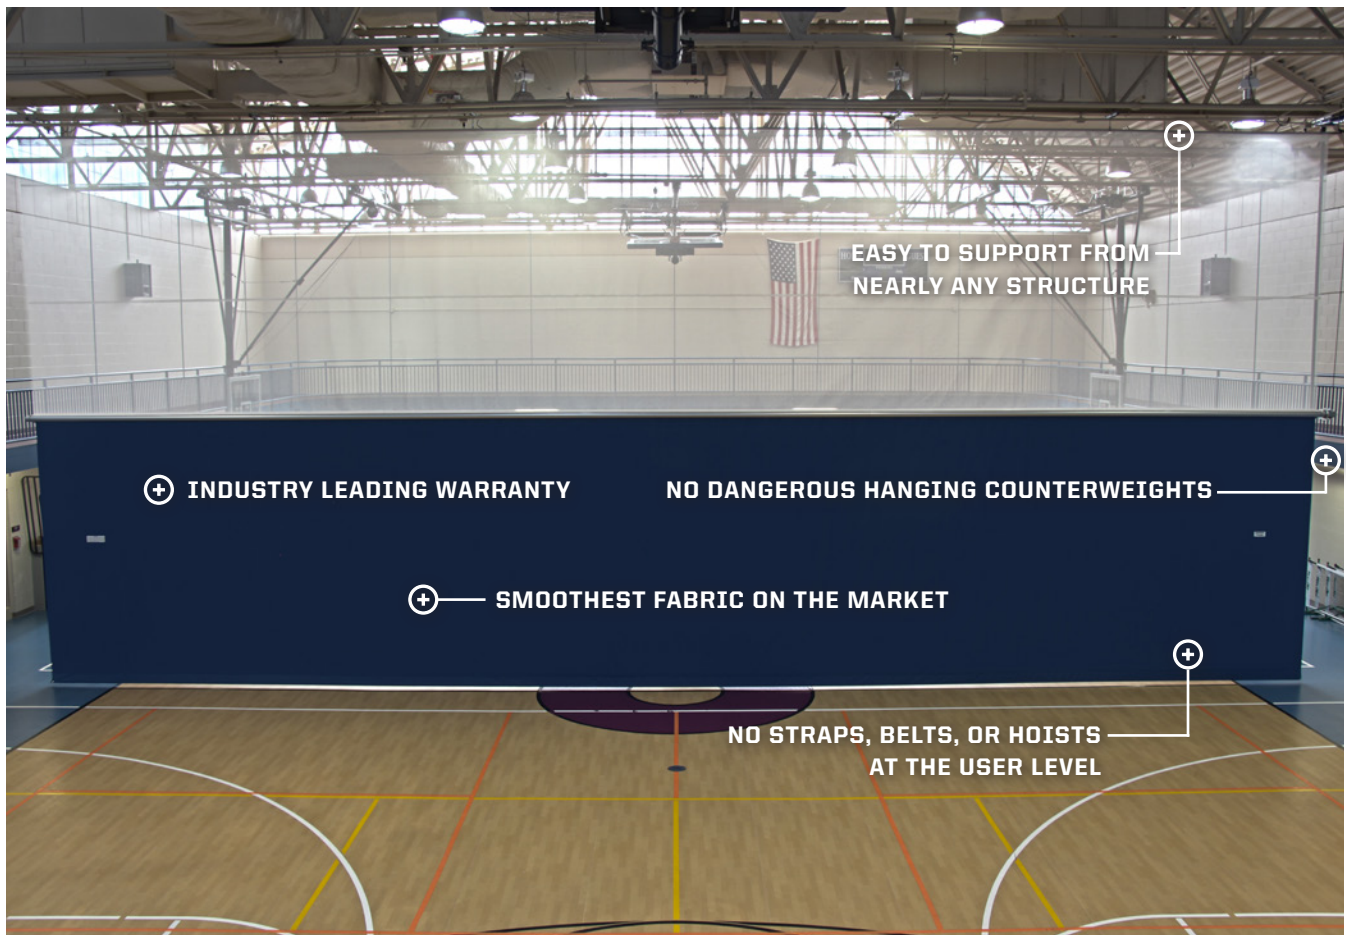 EASY TO SUPPORT FROM
NEARLY ANY STRUCTURE
INDUSTRY LEADING WARRANTY
NO DANGEROUS HANGING COUNTERWEIGHTS
SMOOTHEST FABRIC ON THE MARKET
NO STRAPS, BELTS, OR HOISTS
AT THE USER LEVEL